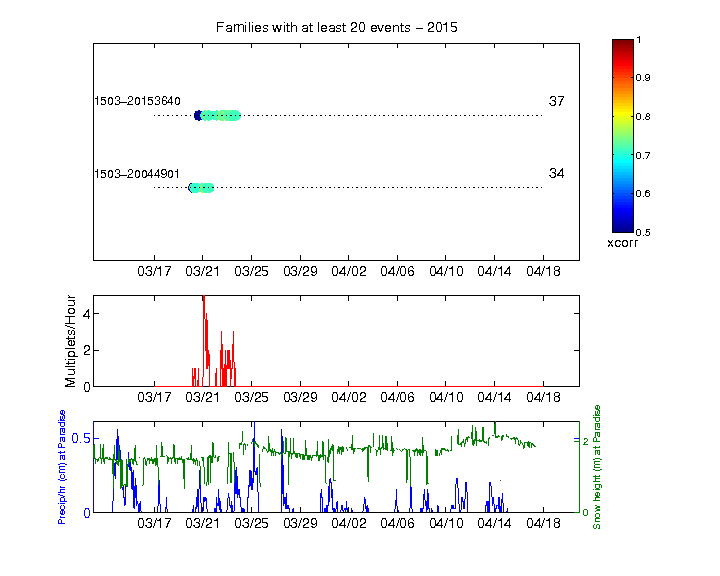 Families with at least 20 events – 2015
1503–20153640 37
1503–20044901 34
03/17 03/21 03/25 03/29 04/02 04/06 04/10 04/14 04/18
1
0.9
0.8
0.7
0.6
0.5
xcorr
Multiplets/Hour
4
2
0
03/17 03/21 03/25 03/29 04/02 04/06 04/10 04/14 04/18
Precip/hr (cm) at Paradise
0.5
0
2
0
Snow height (m) at Paradise
03/17 03/21 03/25 03/29 04/02 04/06 04/10 04/14 04/18